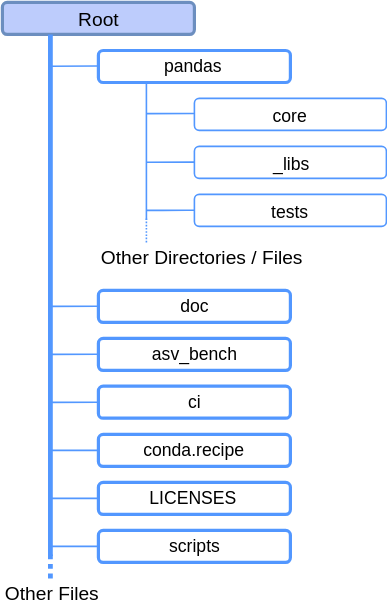 Root
pandas
core
_libs
tests
Other Directories / Files
doc
asv_bench
ci
conda.recipe
LICENSES
scripts
Other Files